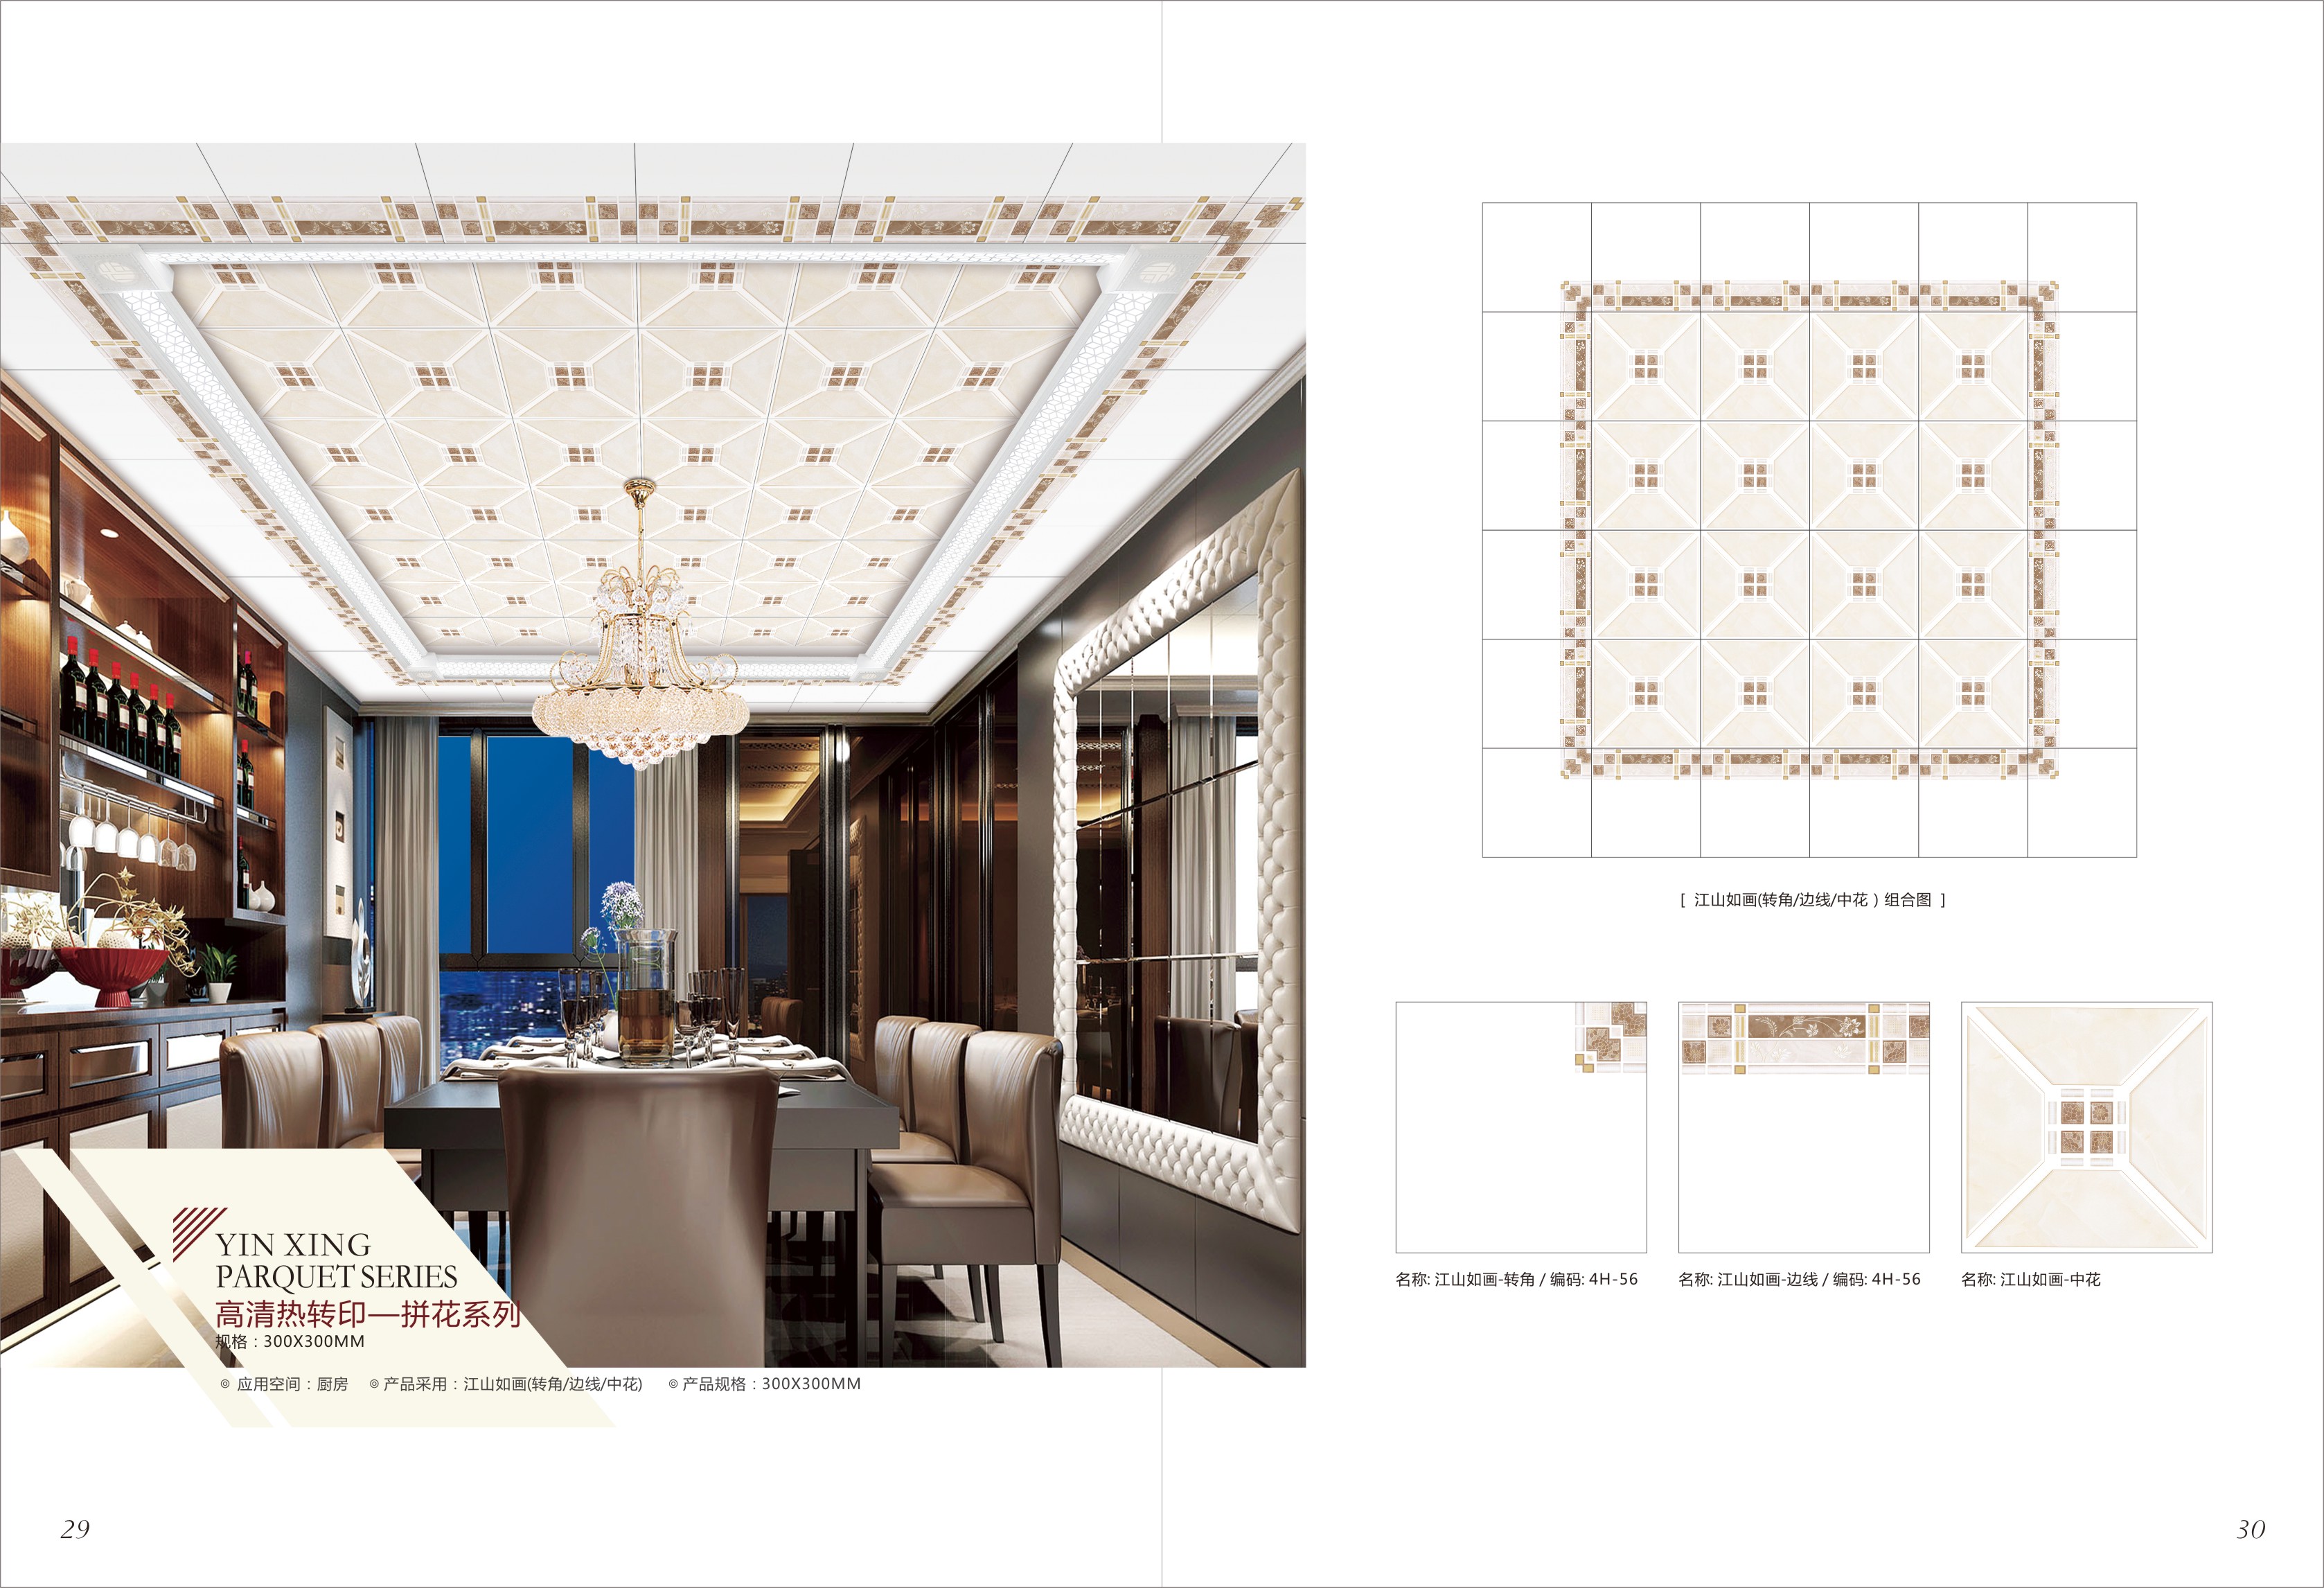 YIN XING
PARQUET SERIES
高清热转印—拼花系列
规格：300X300MM
◎ 应用空间：厨房 ◎ 产品采用：江山如画(转角/边线/中花) ◎ 产品规格：300X300MM
29
[ 江山如画(转角/边线/中花 ) 组合图 ]
名称: 江山如画-转角 / 编码: 4H-56
名称: 江山如画-边线 / 编码: 4H-56
名称: 江山如画-中花
30